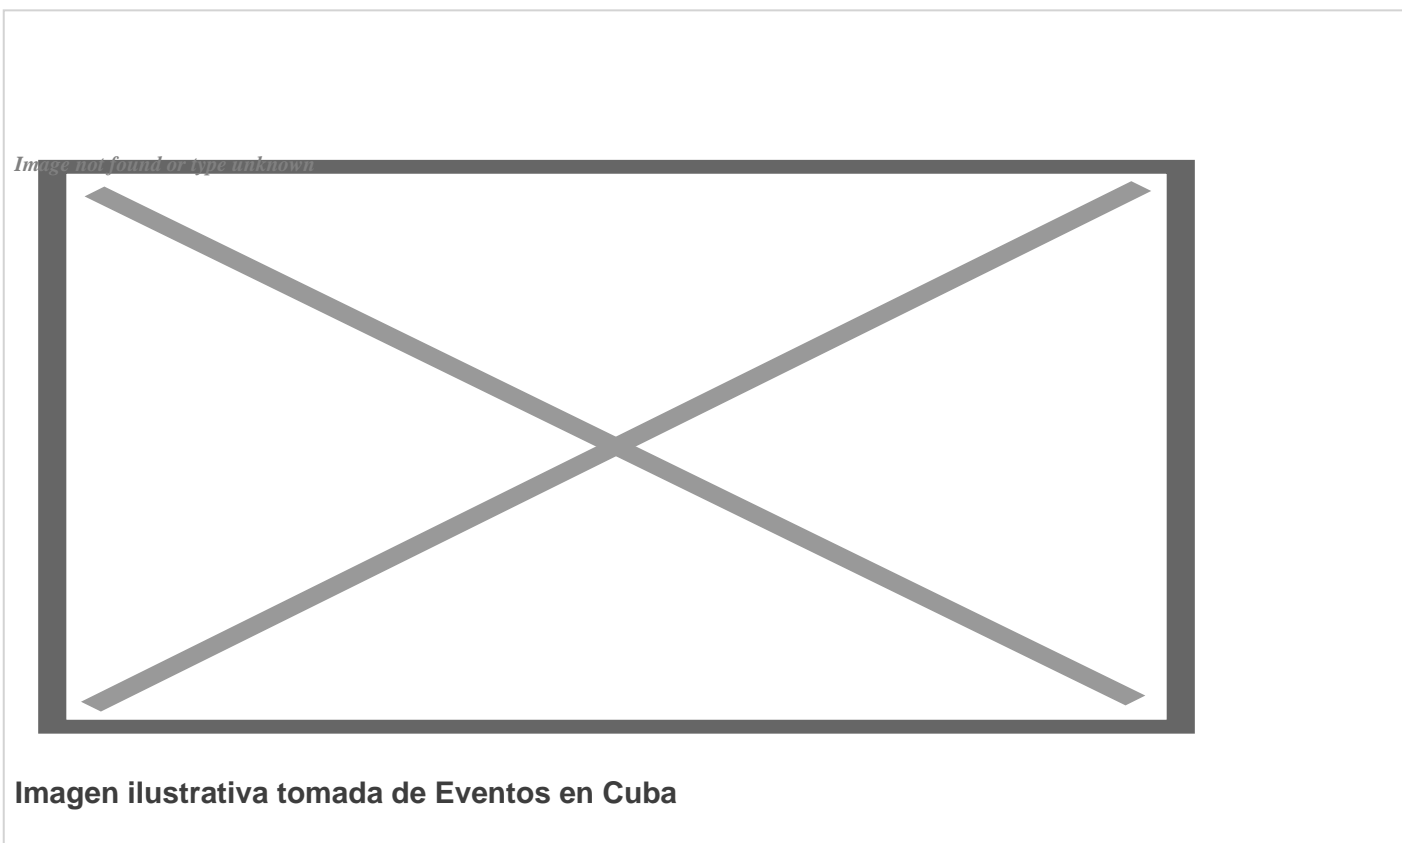 Image not found or type unknown
Imagen ilustrativa tomada de Eventos en Cuba